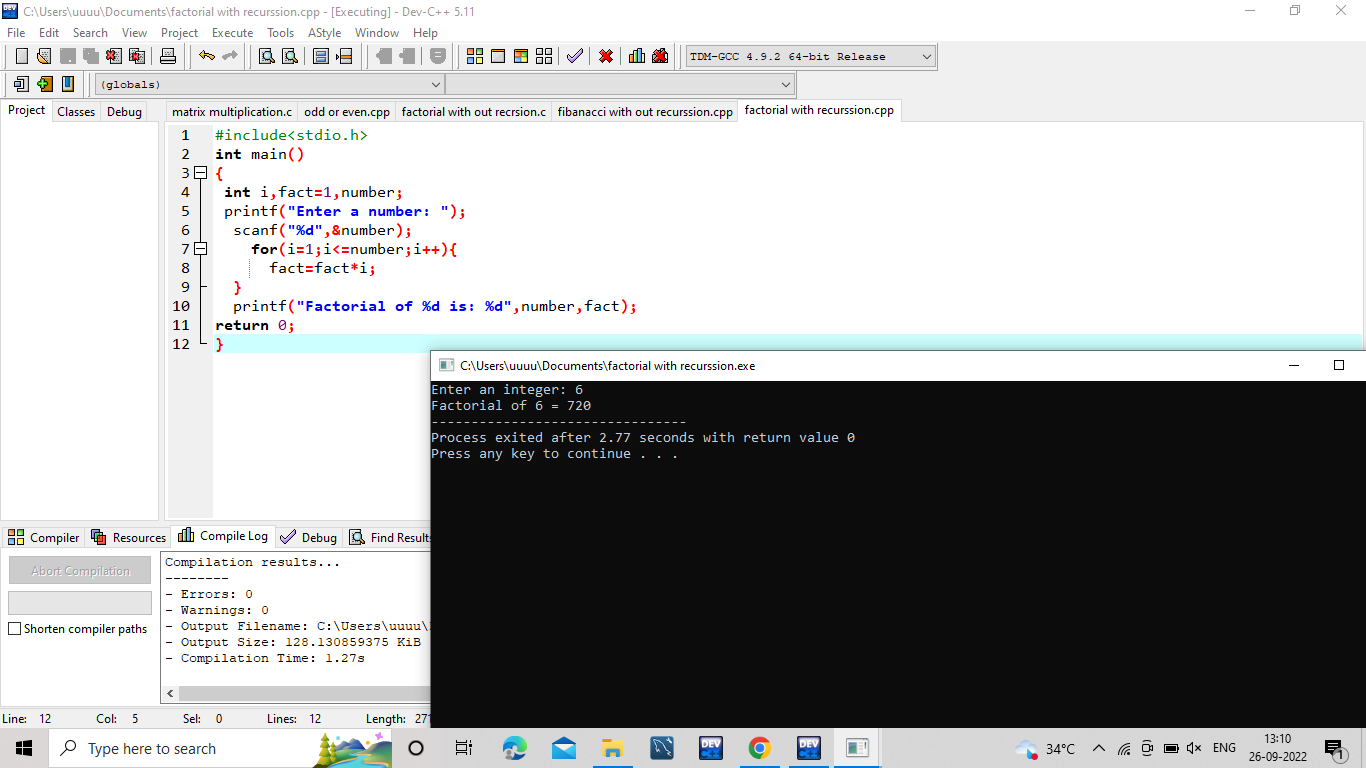 C:\Users\uuuu\Documents\factorial with recurssion.cpp - [Executing] - Dev-C++ 5.11
File Edit Search View Project Execute Tools AStyle Window Help
TDM-GCC 4.9.2 64-bit Release
(globals)
Project Classes Debug
matrix multiplication.c odd or even.cpp factorial with out recrsion.c fibanacci with out recurssion.cpp factorial with recurssion.cpp
1 #include<stdio.h>
2 int main()
3 {
4 int i,fact=1,number;
5 printf("Enter a number: ");
6 scanf("%d",&number);
7 for(i=1;i<=number;i++){
8 fact=fact*i;
9 }
10 printf("Factorial of %d is: %d",number,fact);
11 return 0;
12 }
C:\Users\uuuu\Documents\factorial with recurssion.exe
Enter an integer: 6
Factorial of 6 = 720
--------------------------------
Process exited after 2.77 seconds with return value 0
Press any key to continue . . .
Compiler Resources Compile Log Debug Find Results
Abort Compilation
Shorten compiler paths
Compilation results...
--------
- Errors: 0
- Warnings: 0
- Output Filename: C:\Users\uuuu\
- Output Size: 128.130859375 KiB
- Compilation Time: 1.27s
Line: 12 Col: 5 Sel: 0 Lines: 12 Length: 271
Type here to search
DEV C++
DEV C++
34°C
ENG
13:10
26-09-2022
1